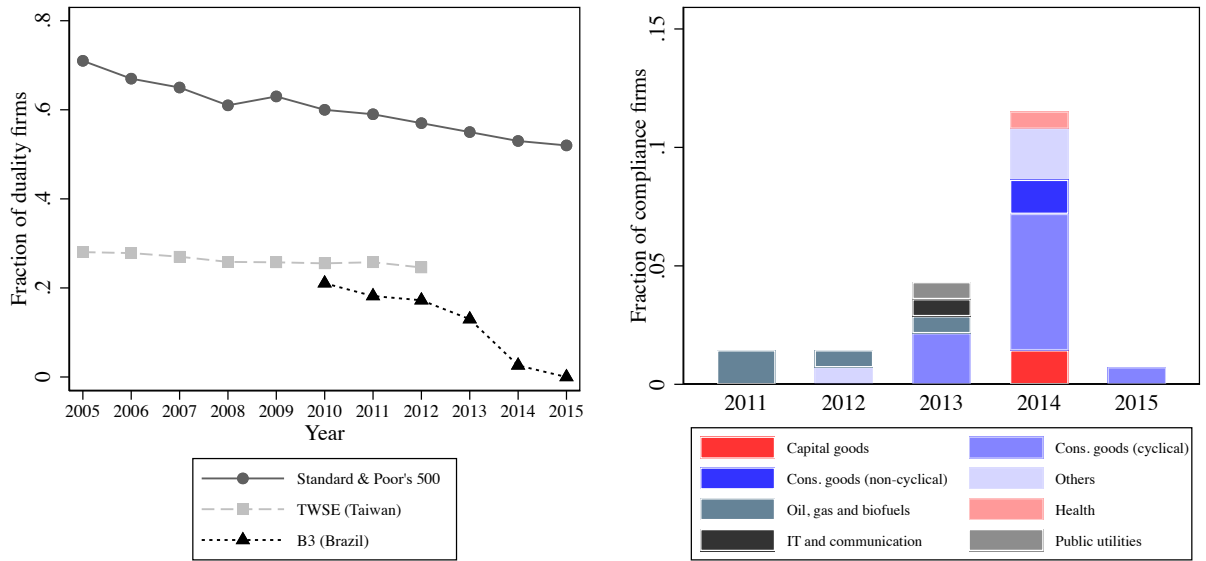 Fraction of duality firms
.8
.6
.4
.2
0
2005 2006 2007 2008 2009 2010 2011 2012 2013 2014 2015
Year
Standard & Poor's 500
TWSE (Taiwan)
B3 (Brazil)
Fraction of compliance firms
.15
.1
.05
0
2011 2012 2013 2014 2015
Capital goods
Cons. goods (cyclical)
Cons. goods (non-cyclical)
Others
Oil, gas and biofuels
Health
IT and communication
Public utilities